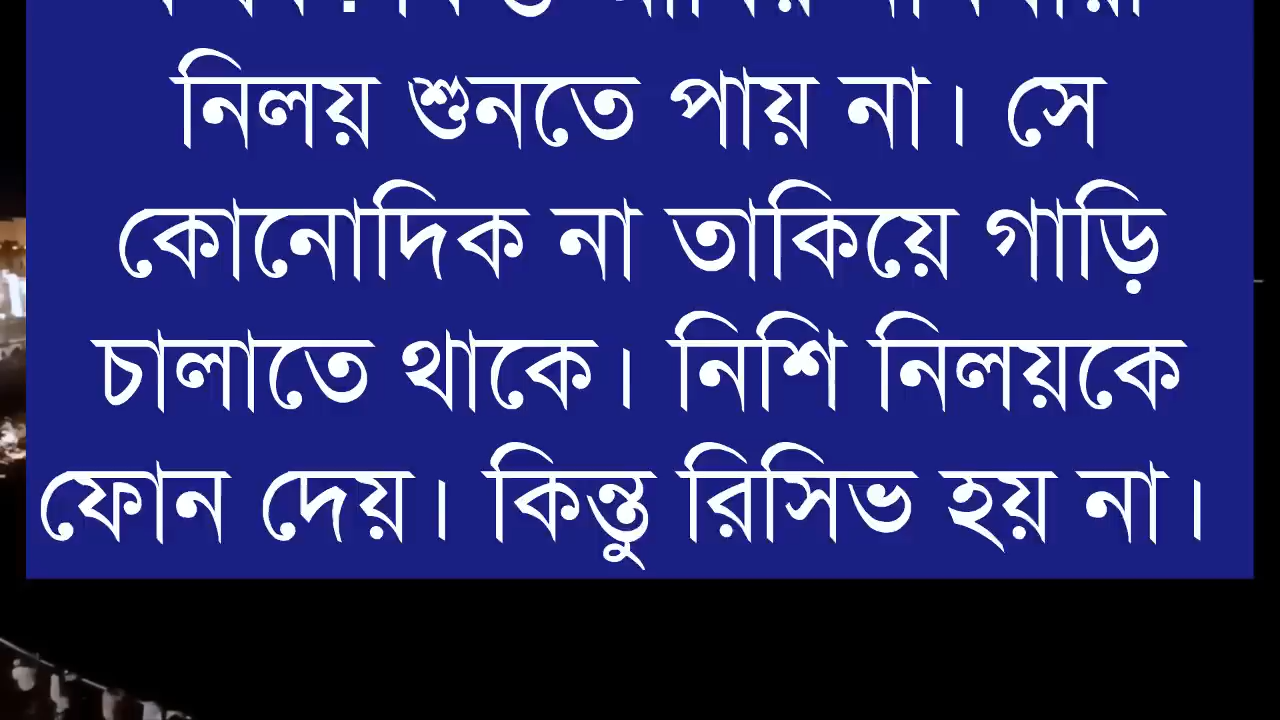 নিলয় শুনতে পায় না। সে
কোনোদিক না তাকিয়ে গাড়ি
চালাতে থাকে। নিশি নিলয়কে
ফোন দেয়। কিন্তু রিসিভ হয় না।